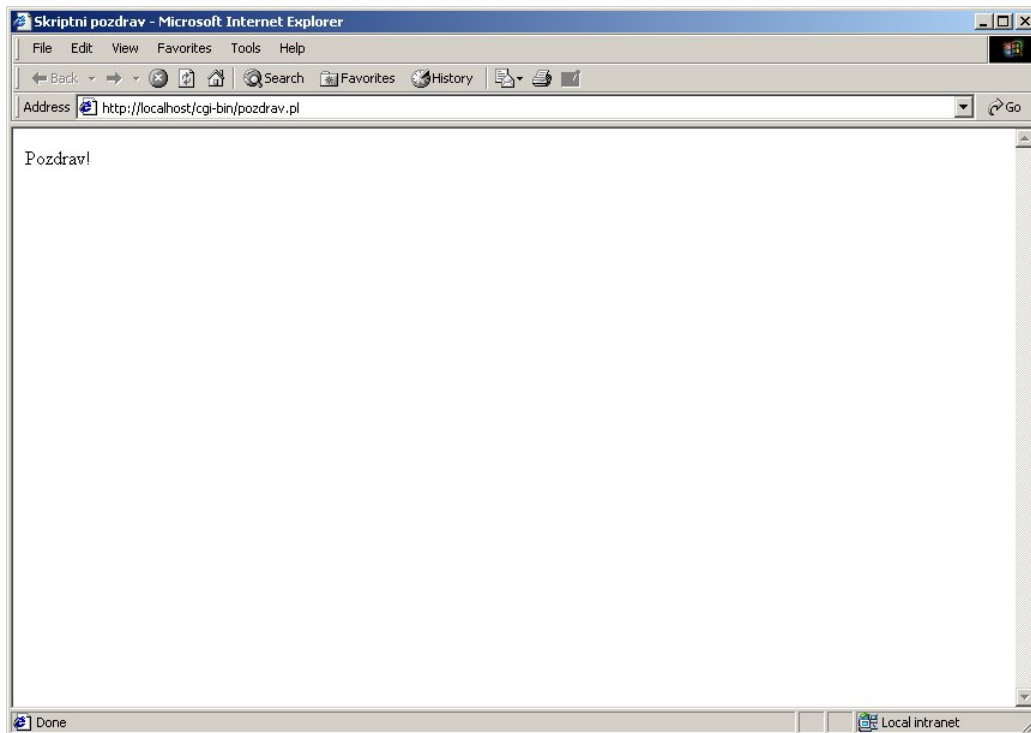 Skriptni pozdrav - Microsoft Internet Explorer
File Edit View Favorites Tools Help
Back Search Favorites History
Address http://localhost/cgi-bin/pozdrav.pl Go
Pozdrav!
Done Local intranet